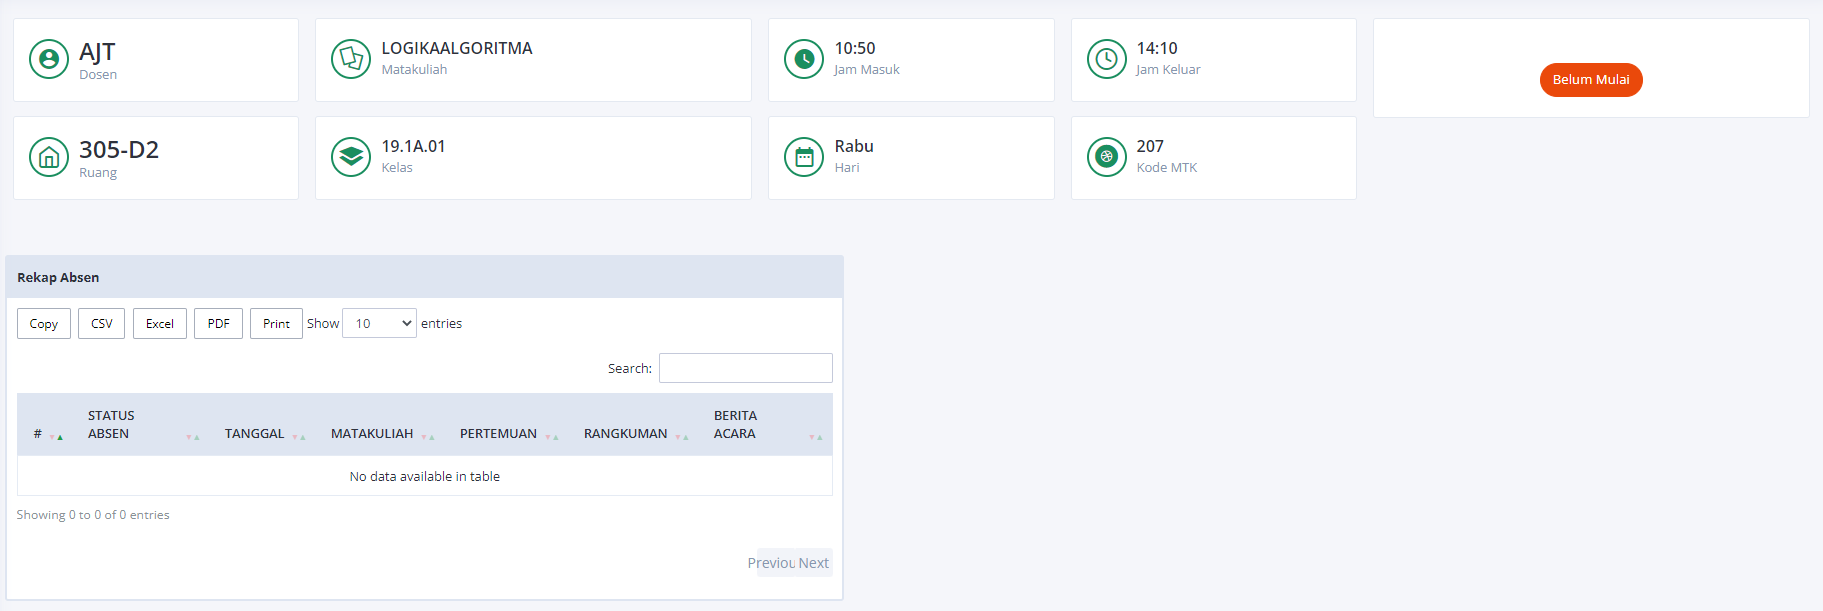 AJT
Dosen
LOGIKAALGORITMA
Matakuliah
10:50
Jam Masuk
14:10
Jam Keluar
Belum Mulai
305-D2
Ruang
19.1A.01
Kelas
Rabu
Hari
207
Kode MTK
Rekap Absen
Copy CSV Excel PDF Print Show 10 entries
Search:
# STATUS ABSEN TANGGAL MATAKULIAH PERTEMUAN RANGKUMAN BERITA ACARA
No data available in table
Showing 0 to 0 of 0 entries
Previou Next